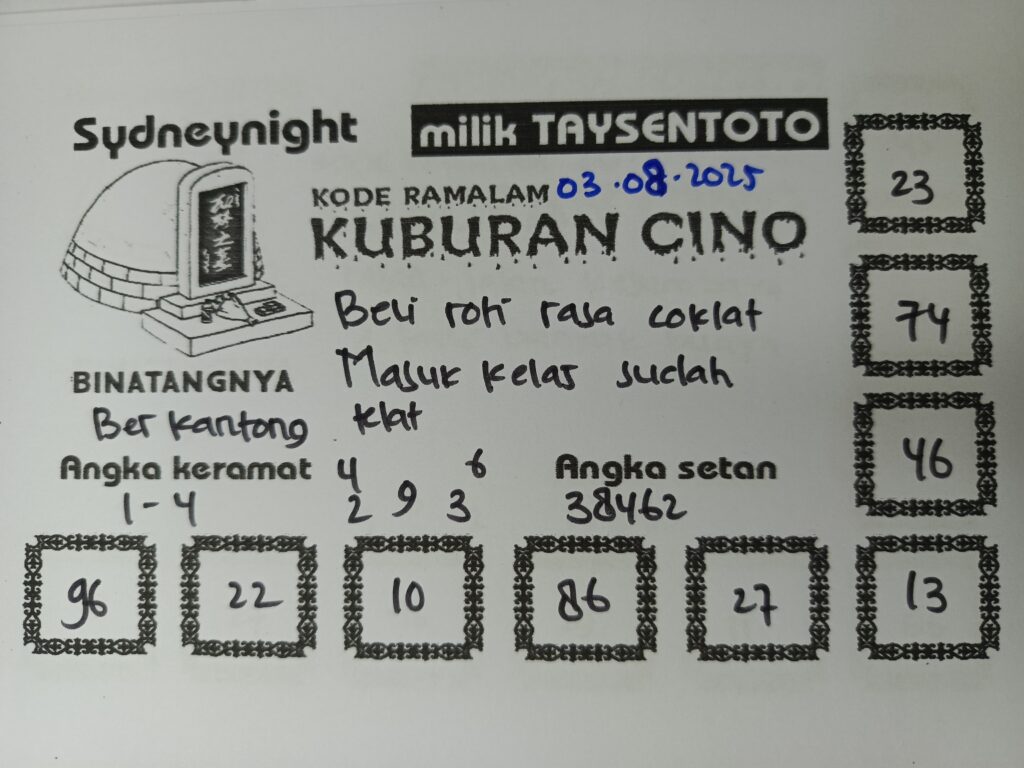 Sydneynight
milik TAYSENTOTO
KODE RAMALAM 03.08.2025
KUBURAN CINO
Beli roti rasa coklat
Masuk kelas sudah
telat
BINATANGNYA
Ber kantong
Angka keramat
1-4
4 6
2 9 3
Angka setan
38462
23
74
46
96 22 10 86 27 13